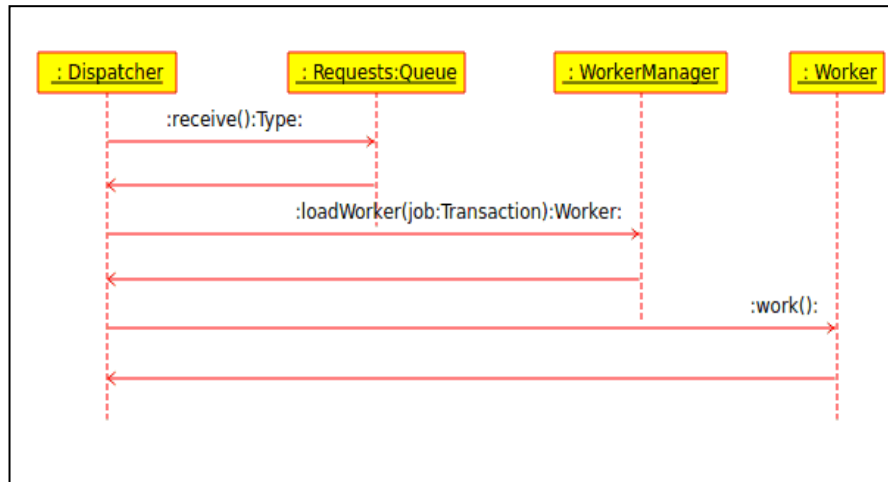 : Dispatcher
: Requests:Queue
: WorkerManager
: Worker
:receive():Type:
:loadWorker(job:Transaction):Worker:
:work():